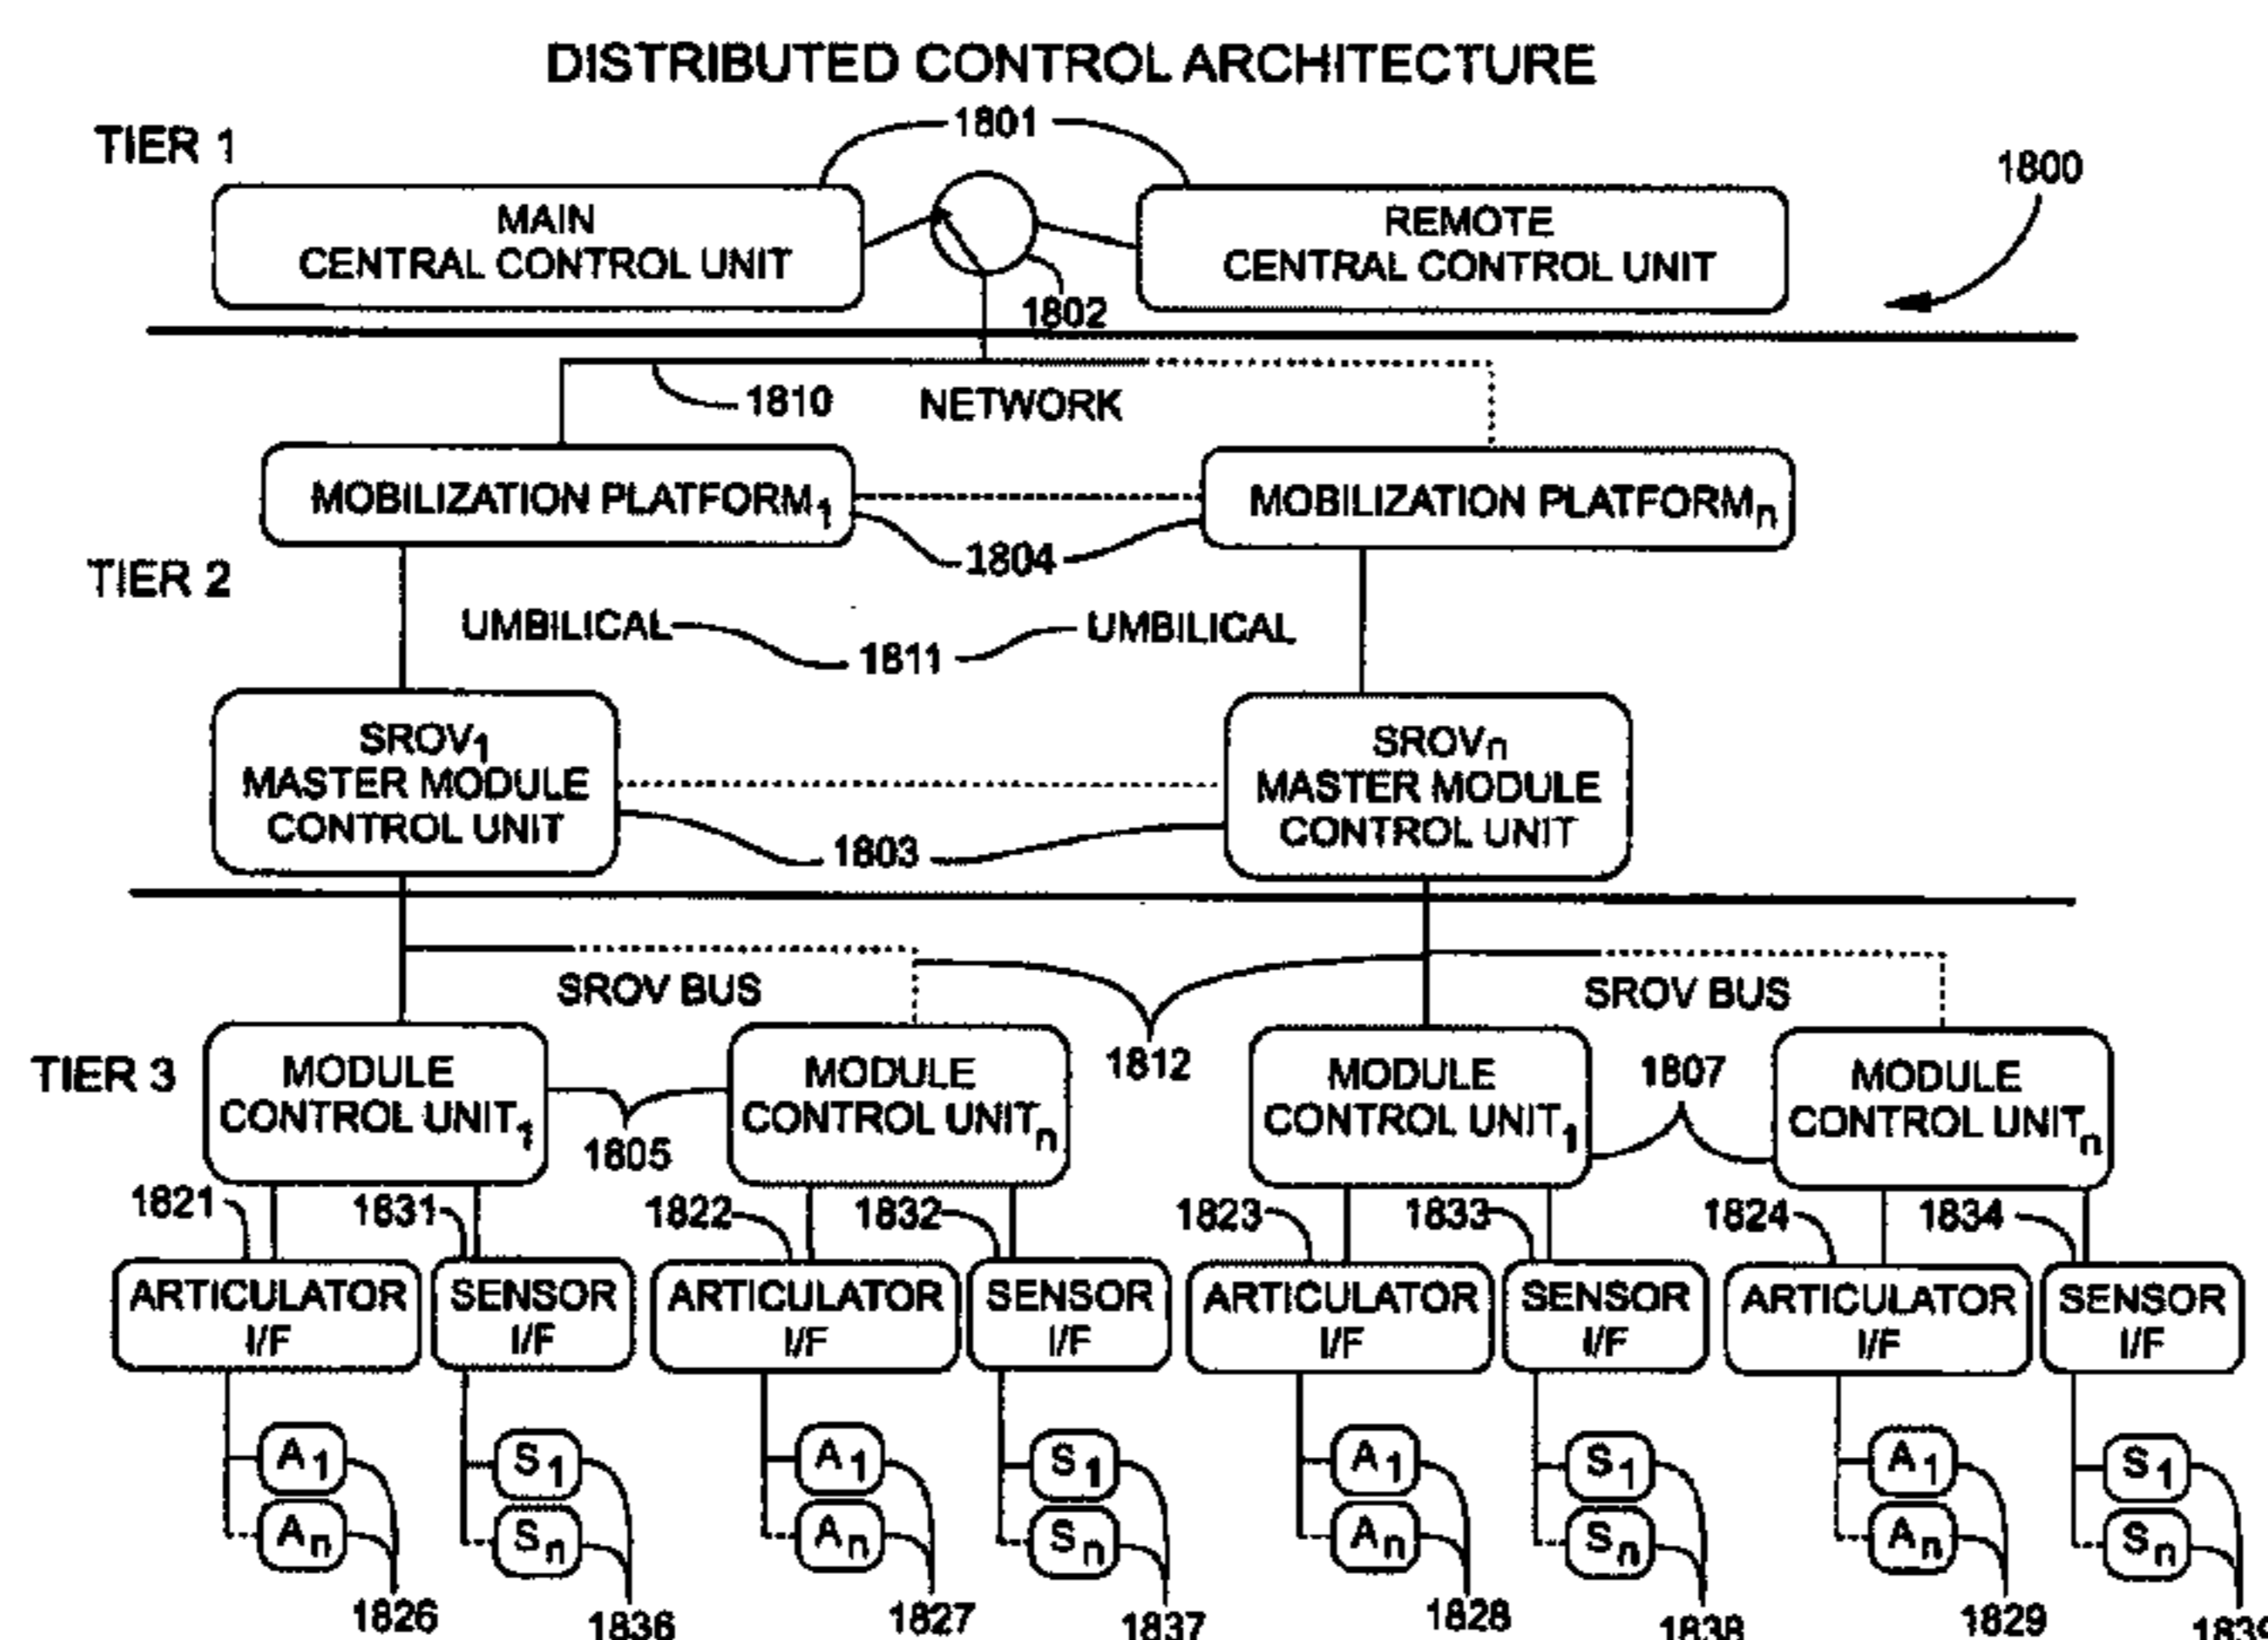 DISTRIBUTED CONTROL ARCHITECTURE
TIER 1
1801
1800
MAIN
CENTRAL CONTROL UNIT
REMOTE
CENTRAL CONTROL UNIT
1802
1810
NETWORK
MOBILIZATION PLATFORM1
MOBILIZATION PLATFORMn
1804
TIER 2
UMBILICAL
1811
UMBILICAL
SROV1
MASTER MODULE
CONTROL UNIT
SROVn
MASTER MODULE
CONTROL UNIT
1803
SROV BUS
SROV BUS
1812
TIER 3
MODULE
CONTROL UNIT1
1805
MODULE
CONTROL UNITn
MODULE
CONTROL UNIT1
1807
MODULE
CONTROL UNITn
1821
1831
1822
1832
1823
1833
1824
1834
ARTICULATOR
I/F
SENSOR
I/F
ARTICULATOR
I/F
SENSOR
I/F
ARTICULATOR
I/F
SENSOR
I/F
ARTICULATOR
I/F
SENSOR
I/F
A1
S1
A1
S1
A1
S1
A1
S1
An
Sn
An
Sn
An
Sn
An
Sn
1826
1836
1827
1837
1828
1838
1829
1839